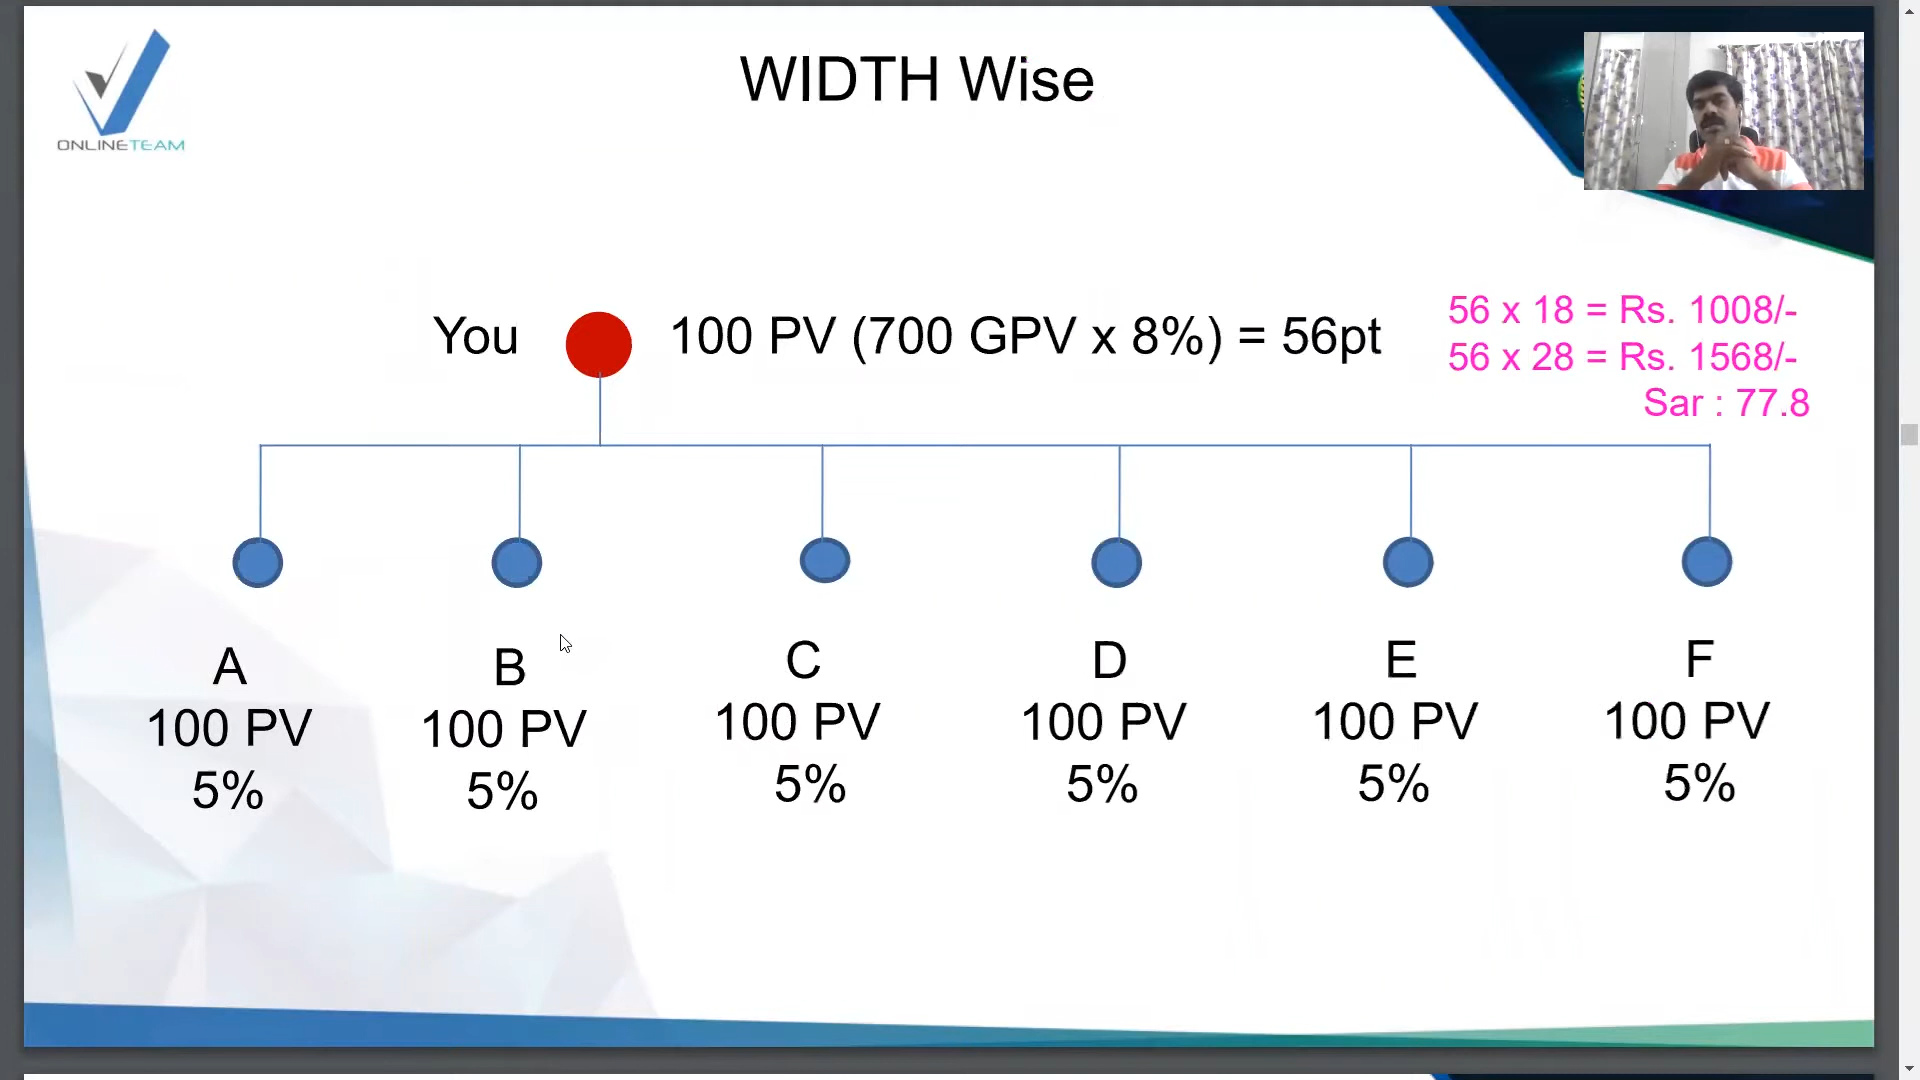 WIDTH Wise
ONLINETEAM
You 100 PV (700 GPV x 8%) = 56pt
56 x 18 = Rs. 1008/-
56 x 28 = Rs. 1568/-
Sar : 77.8
A
100 PV
5%
B
100 PV
5%
C
100 PV
5%
D
100 PV
5%
E
100 PV
5%
F
100 PV
5%